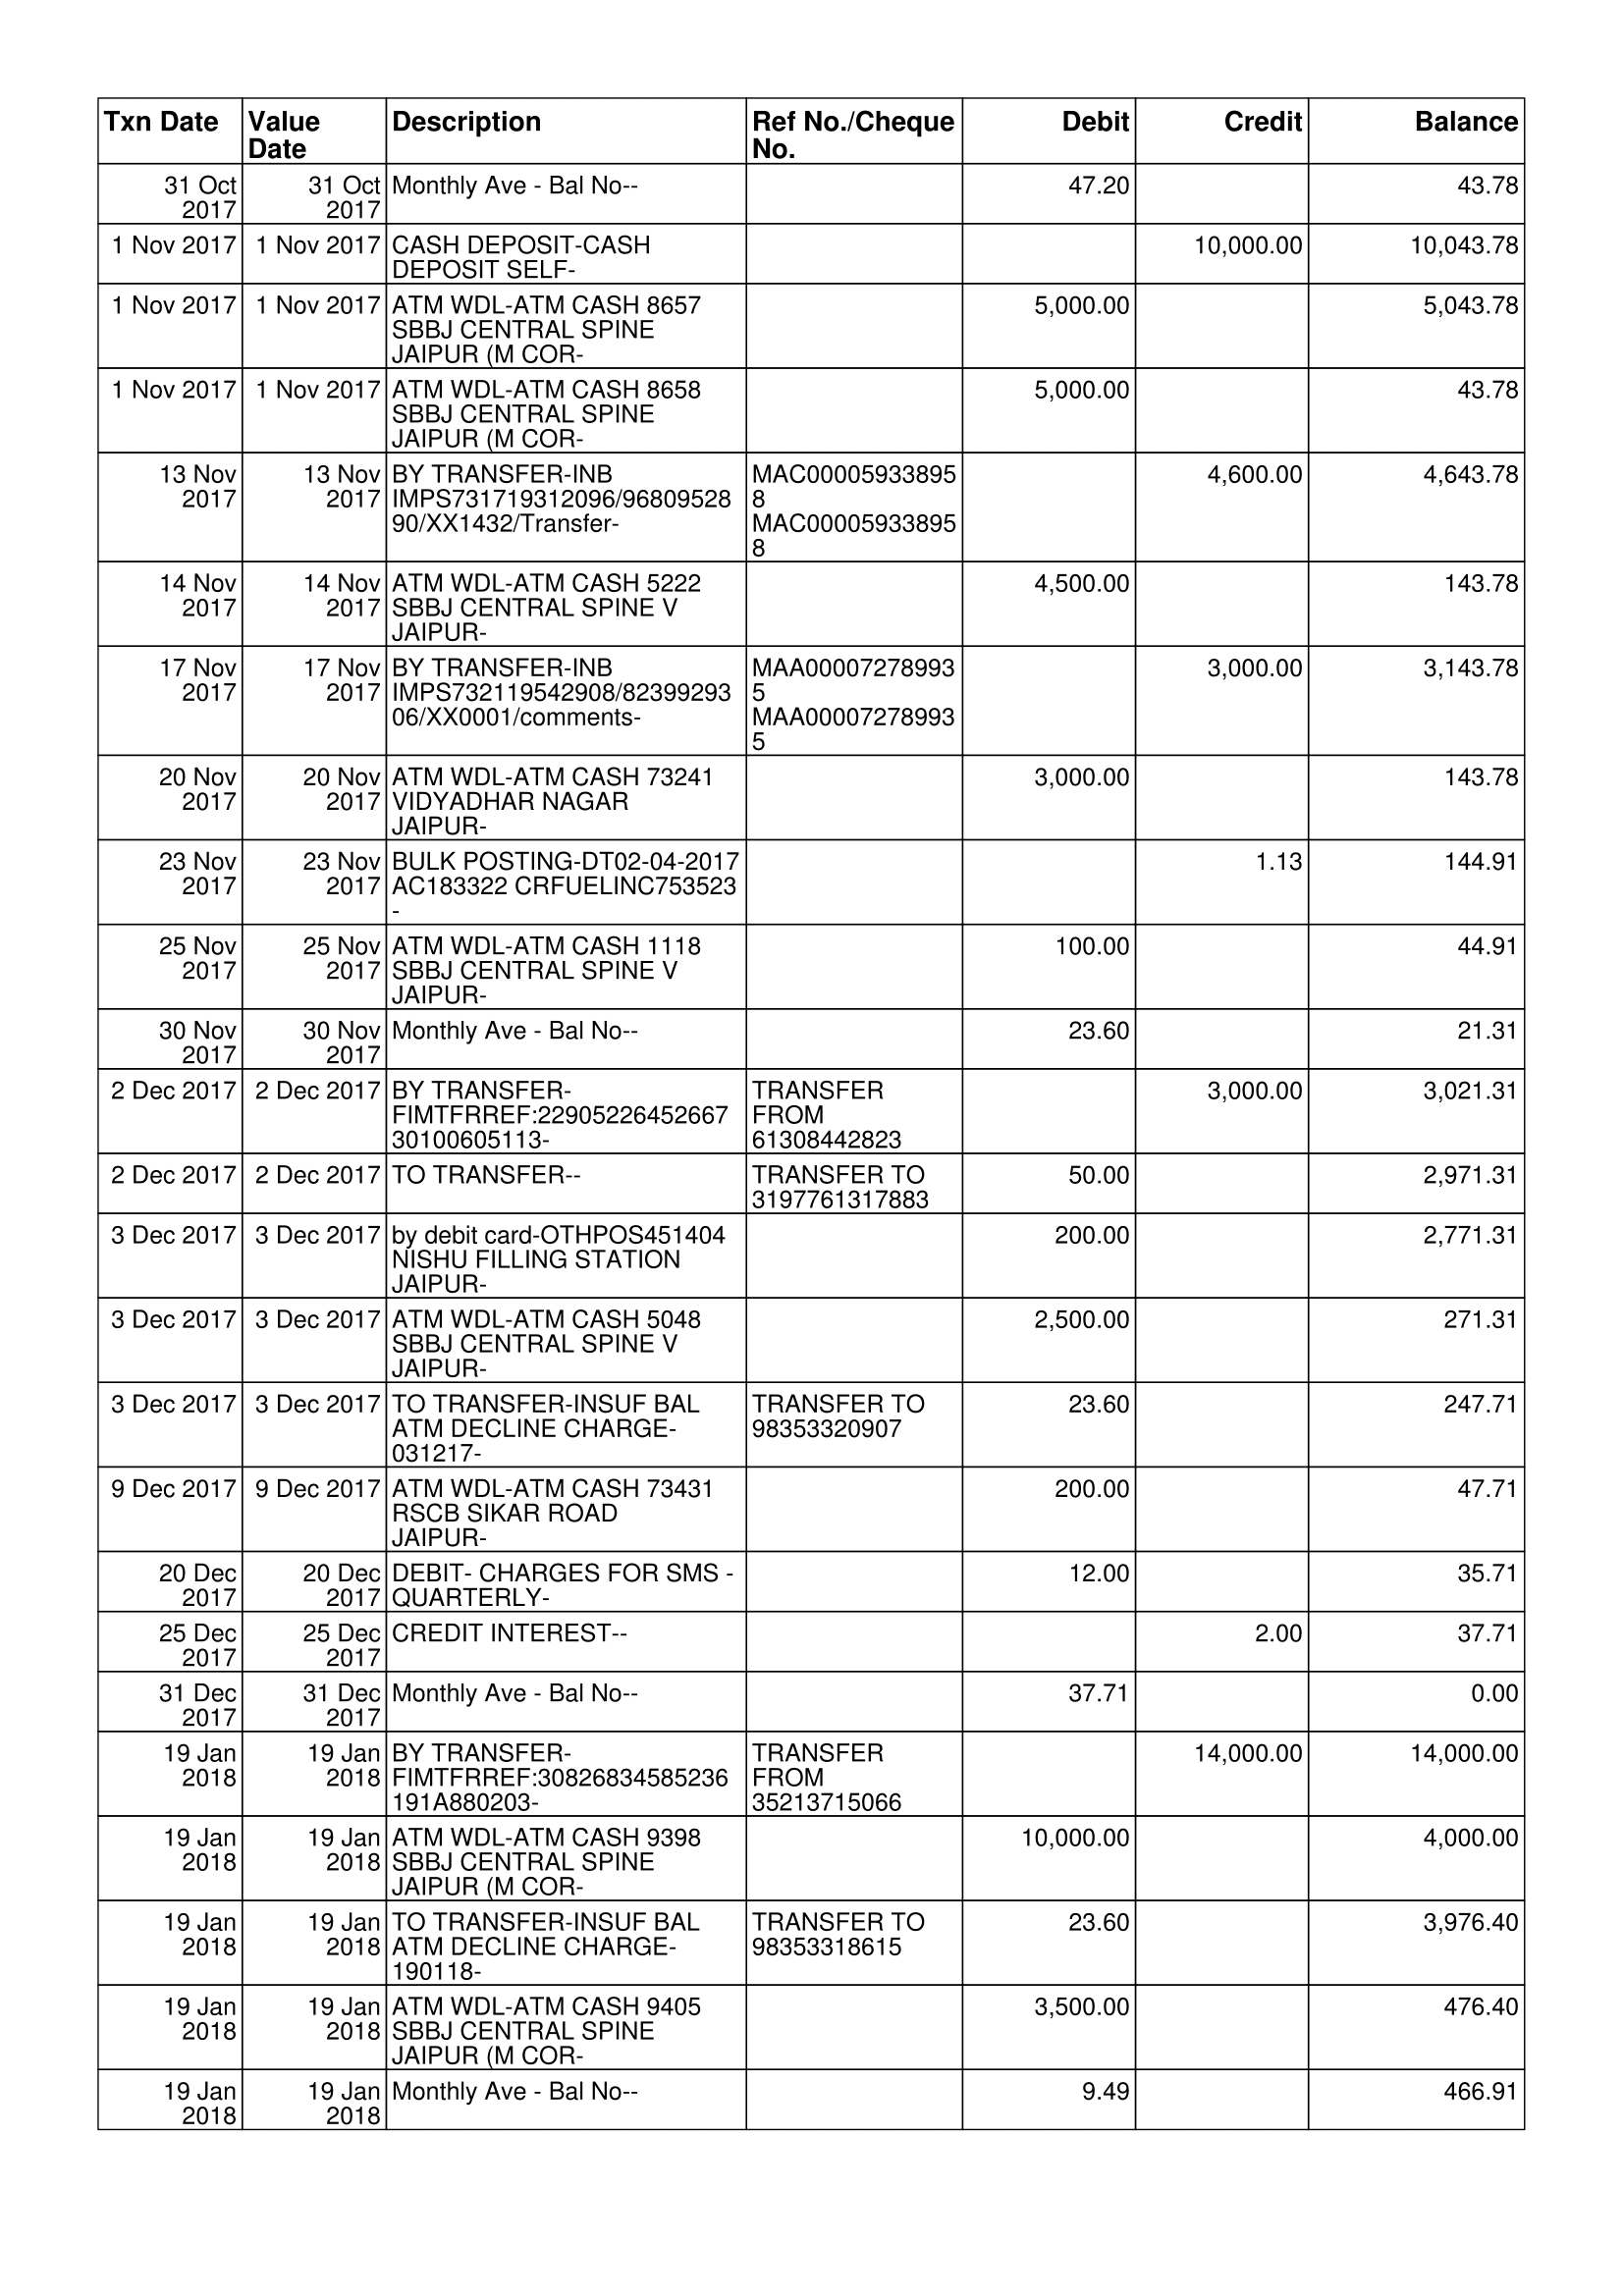 Txn Date Value Date Description Ref No./Cheque No. Debit Credit Balance
31 Oct 2017 31 Oct 2017 Monthly Ave - Bal No-- 47.20 43.78
1 Nov 2017 1 Nov 2017 CASH DEPOSIT-CASH DEPOSIT SELF- 10,000.00 10,043.78
1 Nov 2017 1 Nov 2017 ATM WDL-ATM CASH 8657 SBBJ CENTRAL SPINE JAIPUR (M COR- 5,000.00 5,043.78
1 Nov 2017 1 Nov 2017 ATM WDL-ATM CASH 8658 SBBJ CENTRAL SPINE JAIPUR (M COR- 5,000.00 43.78
13 Nov 2017 13 Nov 2017 BY TRANSFER-INB IMPS731719312096/9680952890/XX1432/Transfer- MAC000059338958 MAC000059338958 4,600.00 4,643.78
14 Nov 2017 14 Nov 2017 ATM WDL-ATM CASH 5222 SBBJ CENTRAL SPINE V JAIPUR- 4,500.00 143.78
17 Nov 2017 17 Nov 2017 BY TRANSFER-INB IMPS732119542908/8239929306/XX0001/comments- MAA000072789935 MAA000072789935 3,000.00 3,143.78
20 Nov 2017 20 Nov 2017 ATM WDL-ATM CASH 73241 VIDYADHAR NAGAR JAIPUR- 3,000.00 143.78
23 Nov 2017 23 Nov 2017 BULK POSTING-DT02-04-2017 AC183322 CRFUELINC753523 - 1.13 144.91
25 Nov 2017 25 Nov 2017 ATM WDL-ATM CASH 1118 SBBJ CENTRAL SPINE V JAIPUR- 100.00 44.91
30 Nov 2017 30 Nov 2017 Monthly Ave - Bal No-- 23.60 21.31
2 Dec 2017 2 Dec 2017 BY TRANSFER-FIMTFRREF:2290522645266730100605113- TRANSFER FROM 61308442823 3,000.00 3,021.31
2 Dec 2017 2 Dec 2017 TO TRANSFER-- TRANSFER TO 3197761317883 50.00 2,971.31
3 Dec 2017 3 Dec 2017 by debit card-OTHPOS451404 NISHU FILLING STATION JAIPUR- 200.00 2,771.31
3 Dec 2017 3 Dec 2017 ATM WDL-ATM CASH 5048 SBBJ CENTRAL SPINE V JAIPUR- 2,500.00 271.31
3 Dec 2017 3 Dec 2017 TO TRANSFER-INSUF BAL ATM DECLINE CHARGE-031217- TRANSFER TO 98353320907 23.60 247.71
9 Dec 2017 9 Dec 2017 ATM WDL-ATM CASH 73431 RSCB SIKAR ROAD JAIPUR- 200.00 47.71
20 Dec 2017 20 Dec 2017 DEBIT- CHARGES FOR SMS - QUARTERLY- 12.00 35.71
25 Dec 2017 25 Dec 2017 CREDIT INTEREST-- 2.00 37.71
31 Dec 2017 31 Dec 2017 Monthly Ave - Bal No-- 37.71 0.00
19 Jan 2018 19 Jan 2018 BY TRANSFER-FIMTFRREF:30826834585236191A880203- TRANSFER FROM 35213715066 14,000.00 14,000.00
19 Jan 2018 19 Jan 2018 ATM WDL-ATM CASH 9398 SBBJ CENTRAL SPINE JAIPUR (M COR- 10,000.00 4,000.00
19 Jan 2018 19 Jan 2018 TO TRANSFER-INSUF BAL ATM DECLINE CHARGE-190118- TRANSFER TO 98353318615 23.60 3,976.40
19 Jan 2018 19 Jan 2018 ATM WDL-ATM CASH 9405 SBBJ CENTRAL SPINE JAIPUR (M COR- 3,500.00 476.40
19 Jan 2018 19 Jan 2018 Monthly Ave - Bal No-- 9.49 466.91